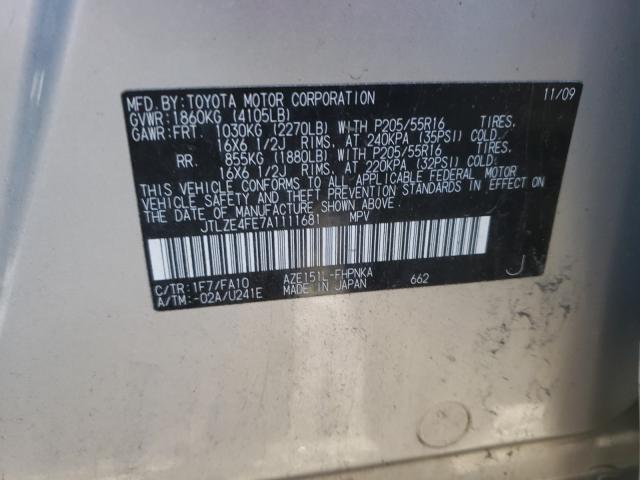 MFD.BY:TOYOTA MOTOR CORPORATION 11/09
GVWR:1860KG (4105LB)
GAWR:FRT. 1030KG (2270LB) WITH P205/55R16 TIRES.
16X6 1/2J RIMS, AT 240KPA (35PSI) COLD/
RR. 855KG (1880LB) WITH P205/55R16 TIRES.
16X6 1/2J RIMS, AT 220KPA (32PSI) COLD.
THIS VEHICLE CONFORMS TO ALL APPLICABLE FEDERAL MOTOR
VEHICLE SAFETY AND THEFT PREVENTION STANDARDS IN EFFECT ON
THE DATE OF MANUFACTURE SHOWN ABOVE.
JTLZE4FE7A1111681 MPV
C/TR:1F7/FA10 AZE151L-FHPNKA
A/TM:-02A/U241E MADE IN JAPAN 662 J